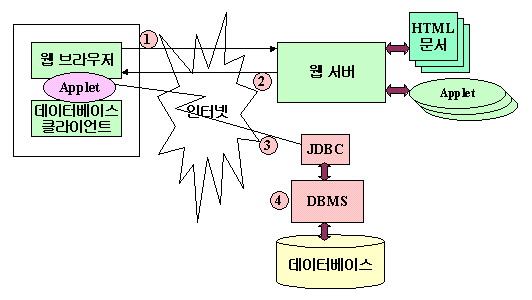 웹 브라우저
Applet
데이터베이스
클라이언트
1
2
인터넷
3
웹 서버
HTML
문서
Applet
JDBC
4
DBMS
데이터베이스